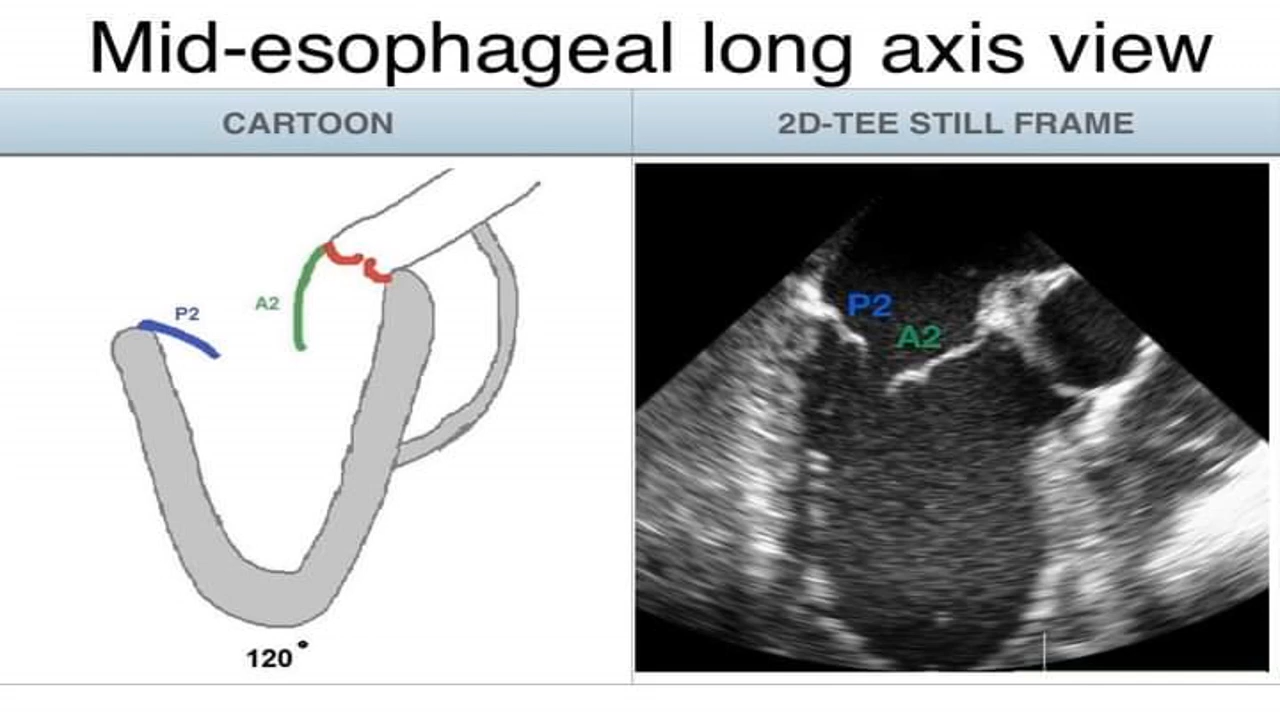 Mid-esophageal long axis view
CARTOON
2D-TEE STILL FRAME
P2
A2
120°
P2
A2